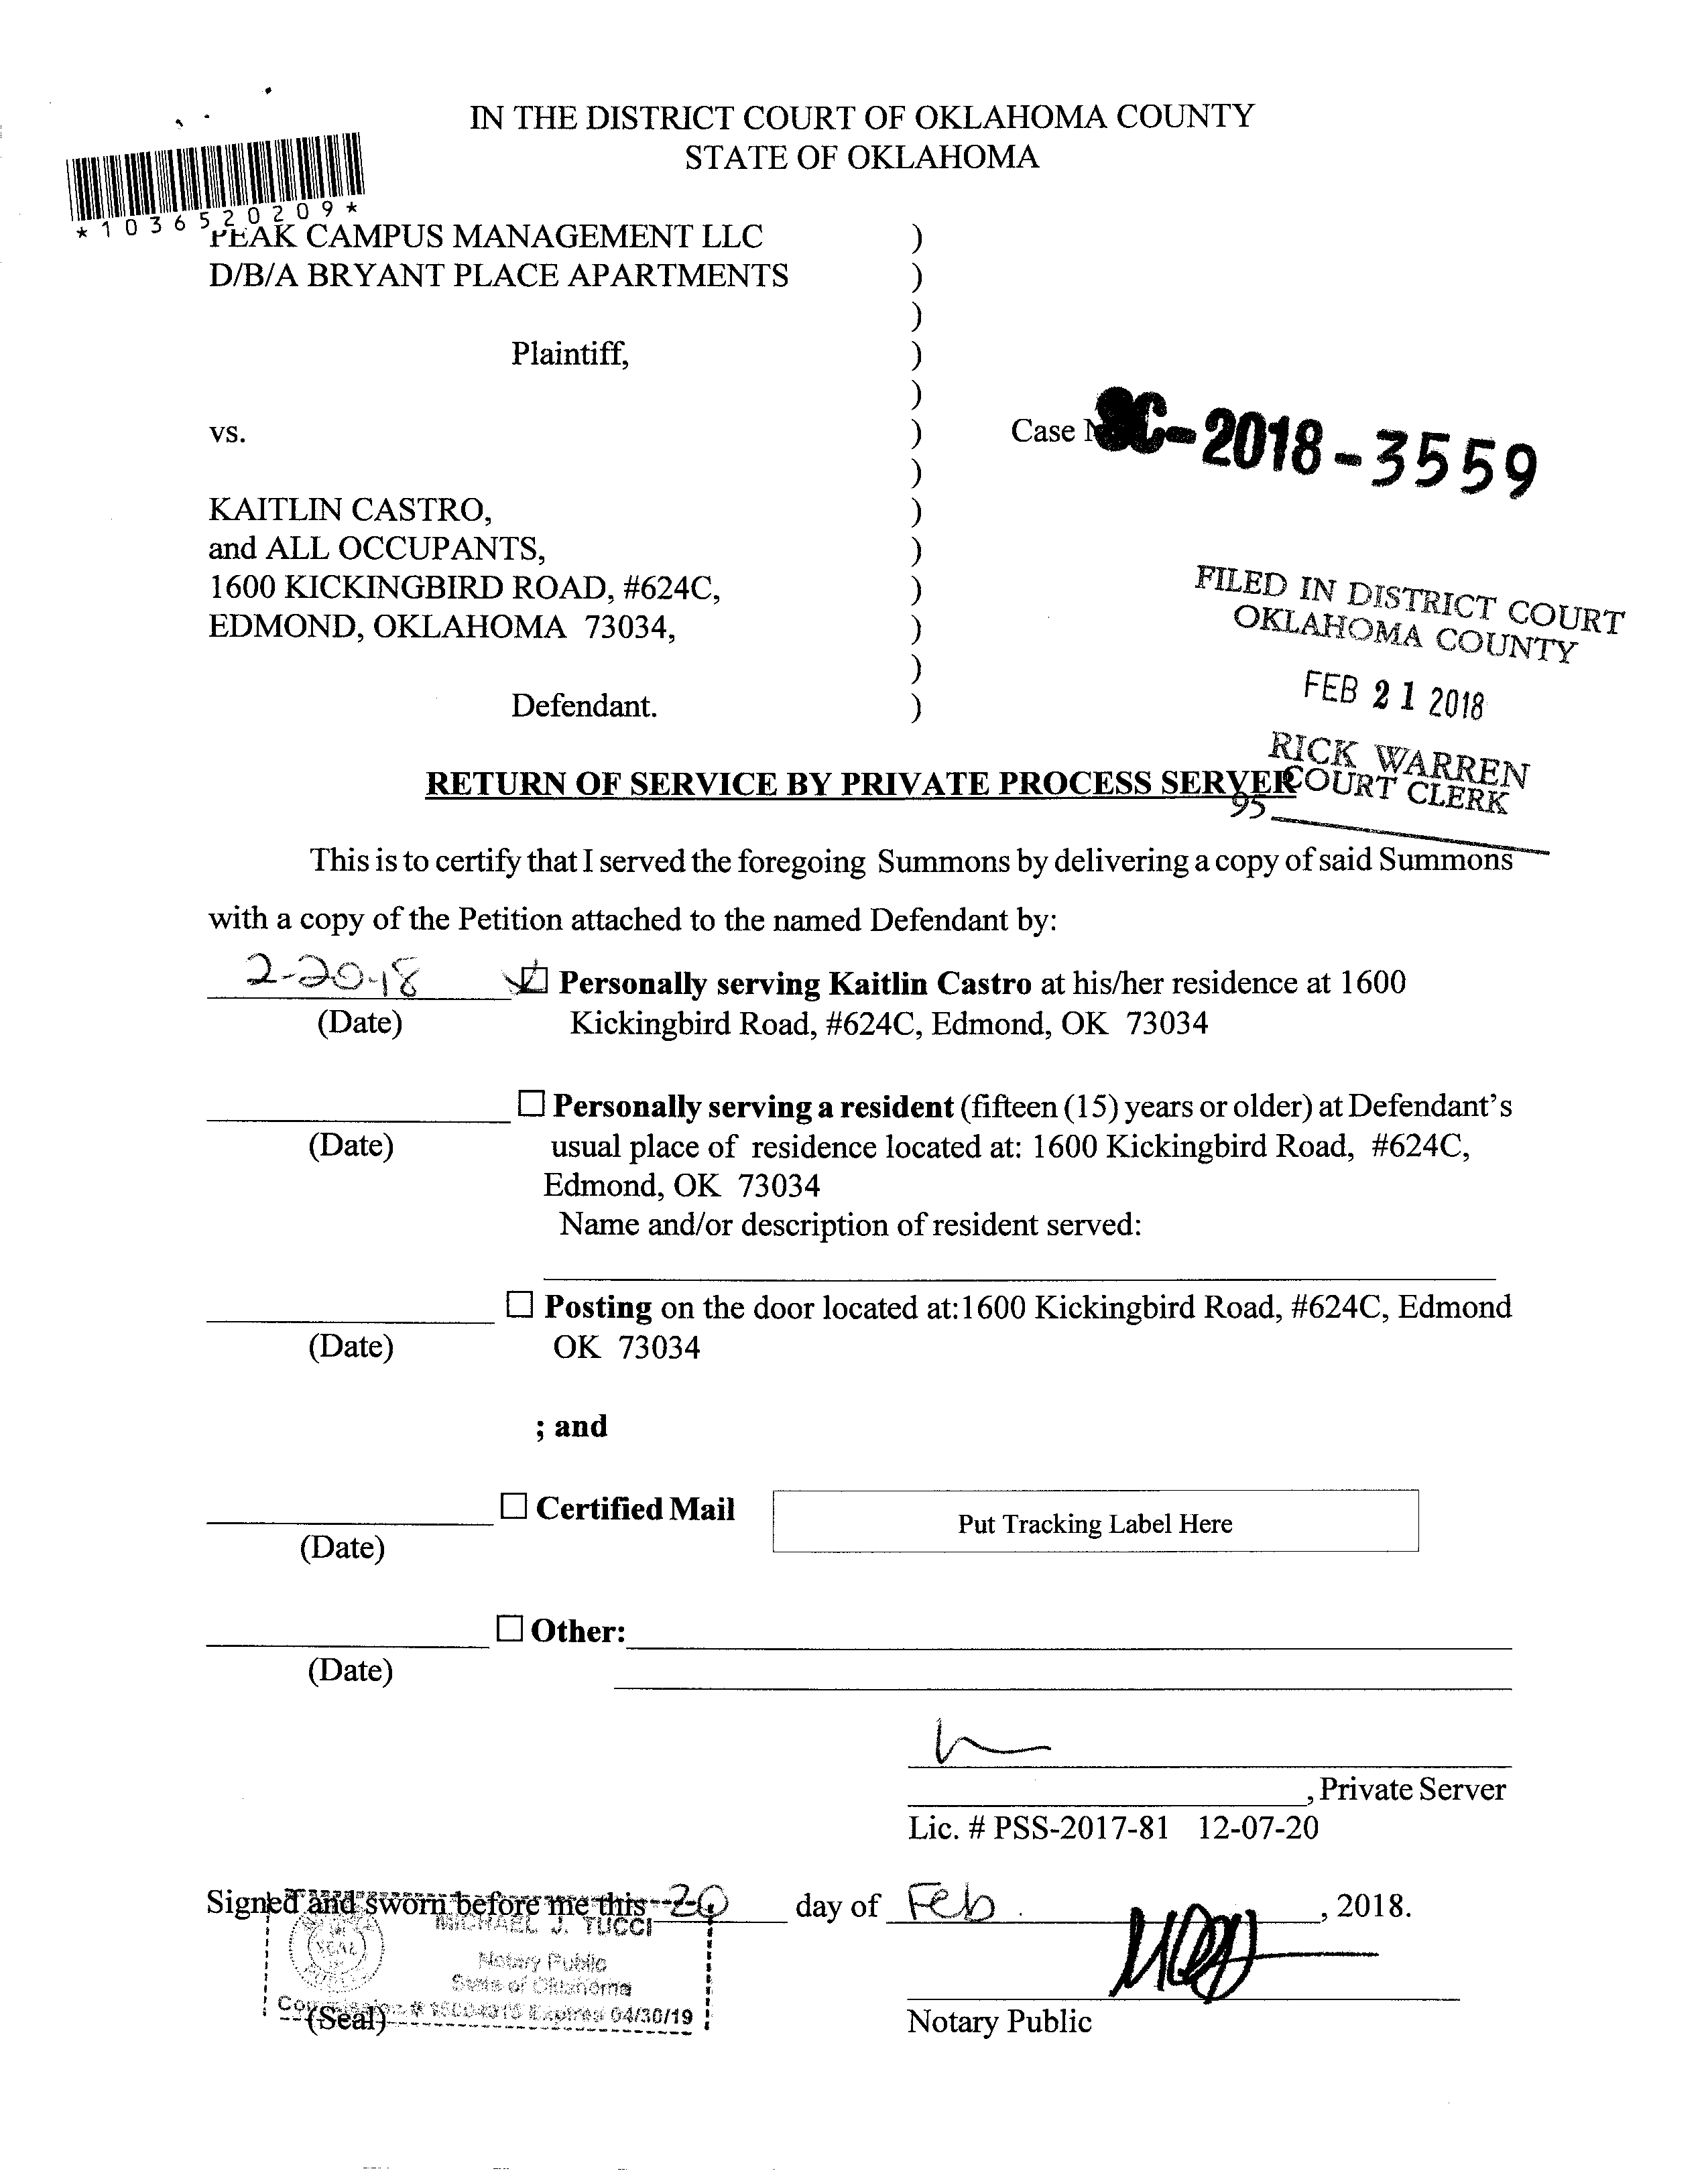 IN THE DISTRICT COURT OF OKLAHOMA COUNTY
STATE OF OKLAHOMA
*1036520209*
PEAK CAMPUS MANAGEMENT LLC )
D/B/A BRYANT PLACE APARTMENTS )
)
Plaintiff, )
)
vs. ) Case SC-2018-3559
)
KAITLIN CASTRO, )
and ALL OCCUPANTS, )
1600 KICKINGBIRD ROAD, #624C, )
EDMOND, OKLAHOMA 73034, )
)
Defendant. )
FILED IN DISTRICT COURT
OKLAHOMA COUNTY
FEB 21 2018
RICK WARREN
COURT CLERK
95
RETURN OF SERVICE BY PRIVATE PROCESS SERVER
This is to certify that I served the foregoing Summons by delivering a copy of said Summons
with a copy of the Petition attached to the named Defendant by:
2-20-18 Personally serving Kaitlin Castro at his/her residence at 1600
(Date) Kickingbird Road, #624C, Edmond, OK 73034
Personally serving a resident (fifteen (15) years or older) at Defendant's
(Date) usual place of residence located at: 1600 Kickingbird Road, #624C,
Edmond, OK 73034
Name and/or description of resident served:
Posting on the door located at:1600 Kickingbird Road, #624C, Edmond
(Date) OK 73034
; and
Certified Mail Put Tracking Label Here
(Date)
Other:
(Date)
, Private Server
Lic. # PSS-2017-81 12-07-20
Signed and sworn before me this 20 day of Feb, 2018.
MICHAEL J. TUCCI
SEAL
Notary Public
State of Oklahoma
Commission # Expires 04/30/19
(Seal)
Notary Public